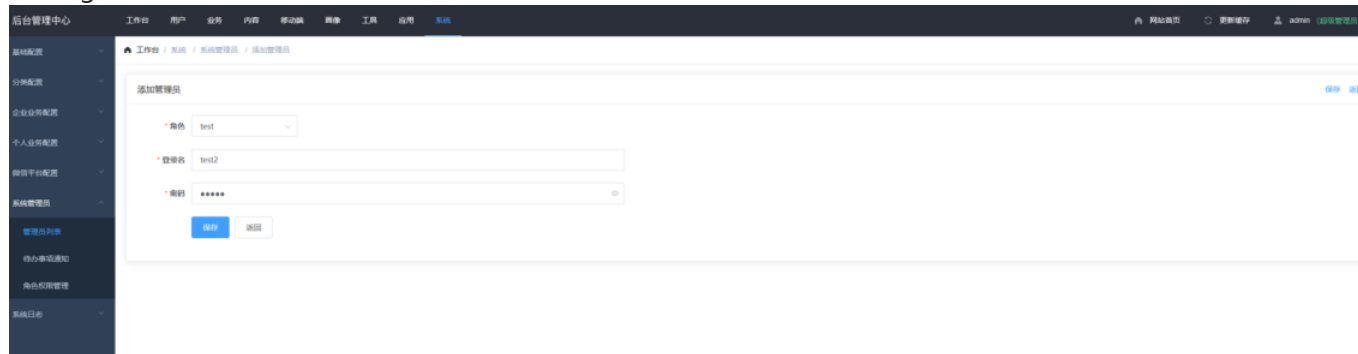 后台管理中心 工作台 用户 业务 内容 移动端 画像 工具 应用 系统 网站首页 更新缓存 admin (超级管理员
基础配置
工作台 / 系统 / 系统管理员 / 添加管理员
分类配置
添加管理员 保存 返
企业业务配置
* 角色 test
个人业务配置
* 登录名 test2
微信平台配置
* 密码 •••••
系统管理员
保存 返回
管理员列表
待办事项通知
角色权限管理
系统日志